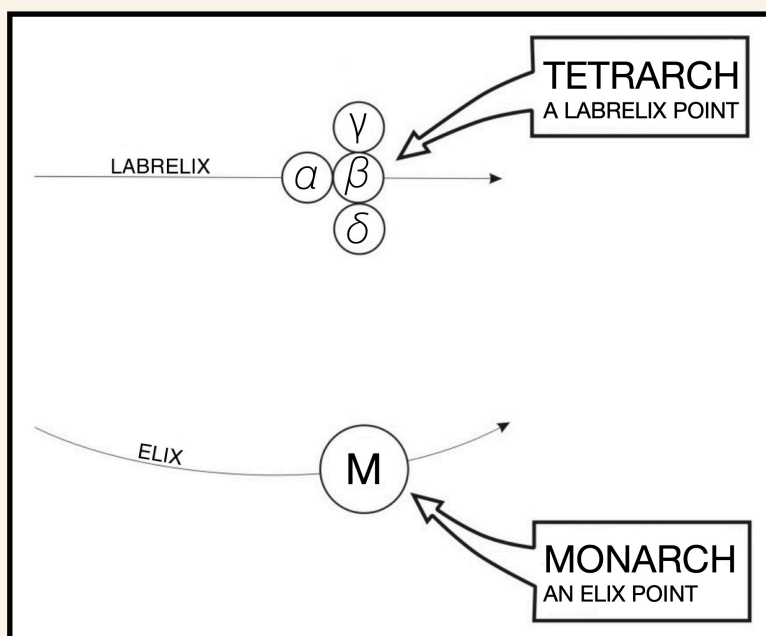 TETRARCH
A LABRELIX POINT
LABRELIX
γ
α β
δ
ELIX
M
MONARCH
AN ELIX POINT